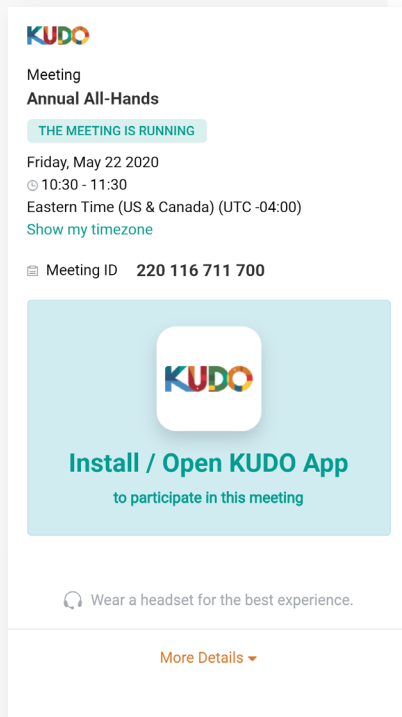 KUDO
Meeting
Annual All-Hands
THE MEETING IS RUNNING
Friday, May 22 2020
10:30 - 11:30
Eastern Time (US & Canada) (UTC -04:00)
Show my timezone
Meeting ID 220 116 711 700
KUDO
Install / Open KUDO App
to participate in this meeting
Wear a headset for the best experience.
More Details